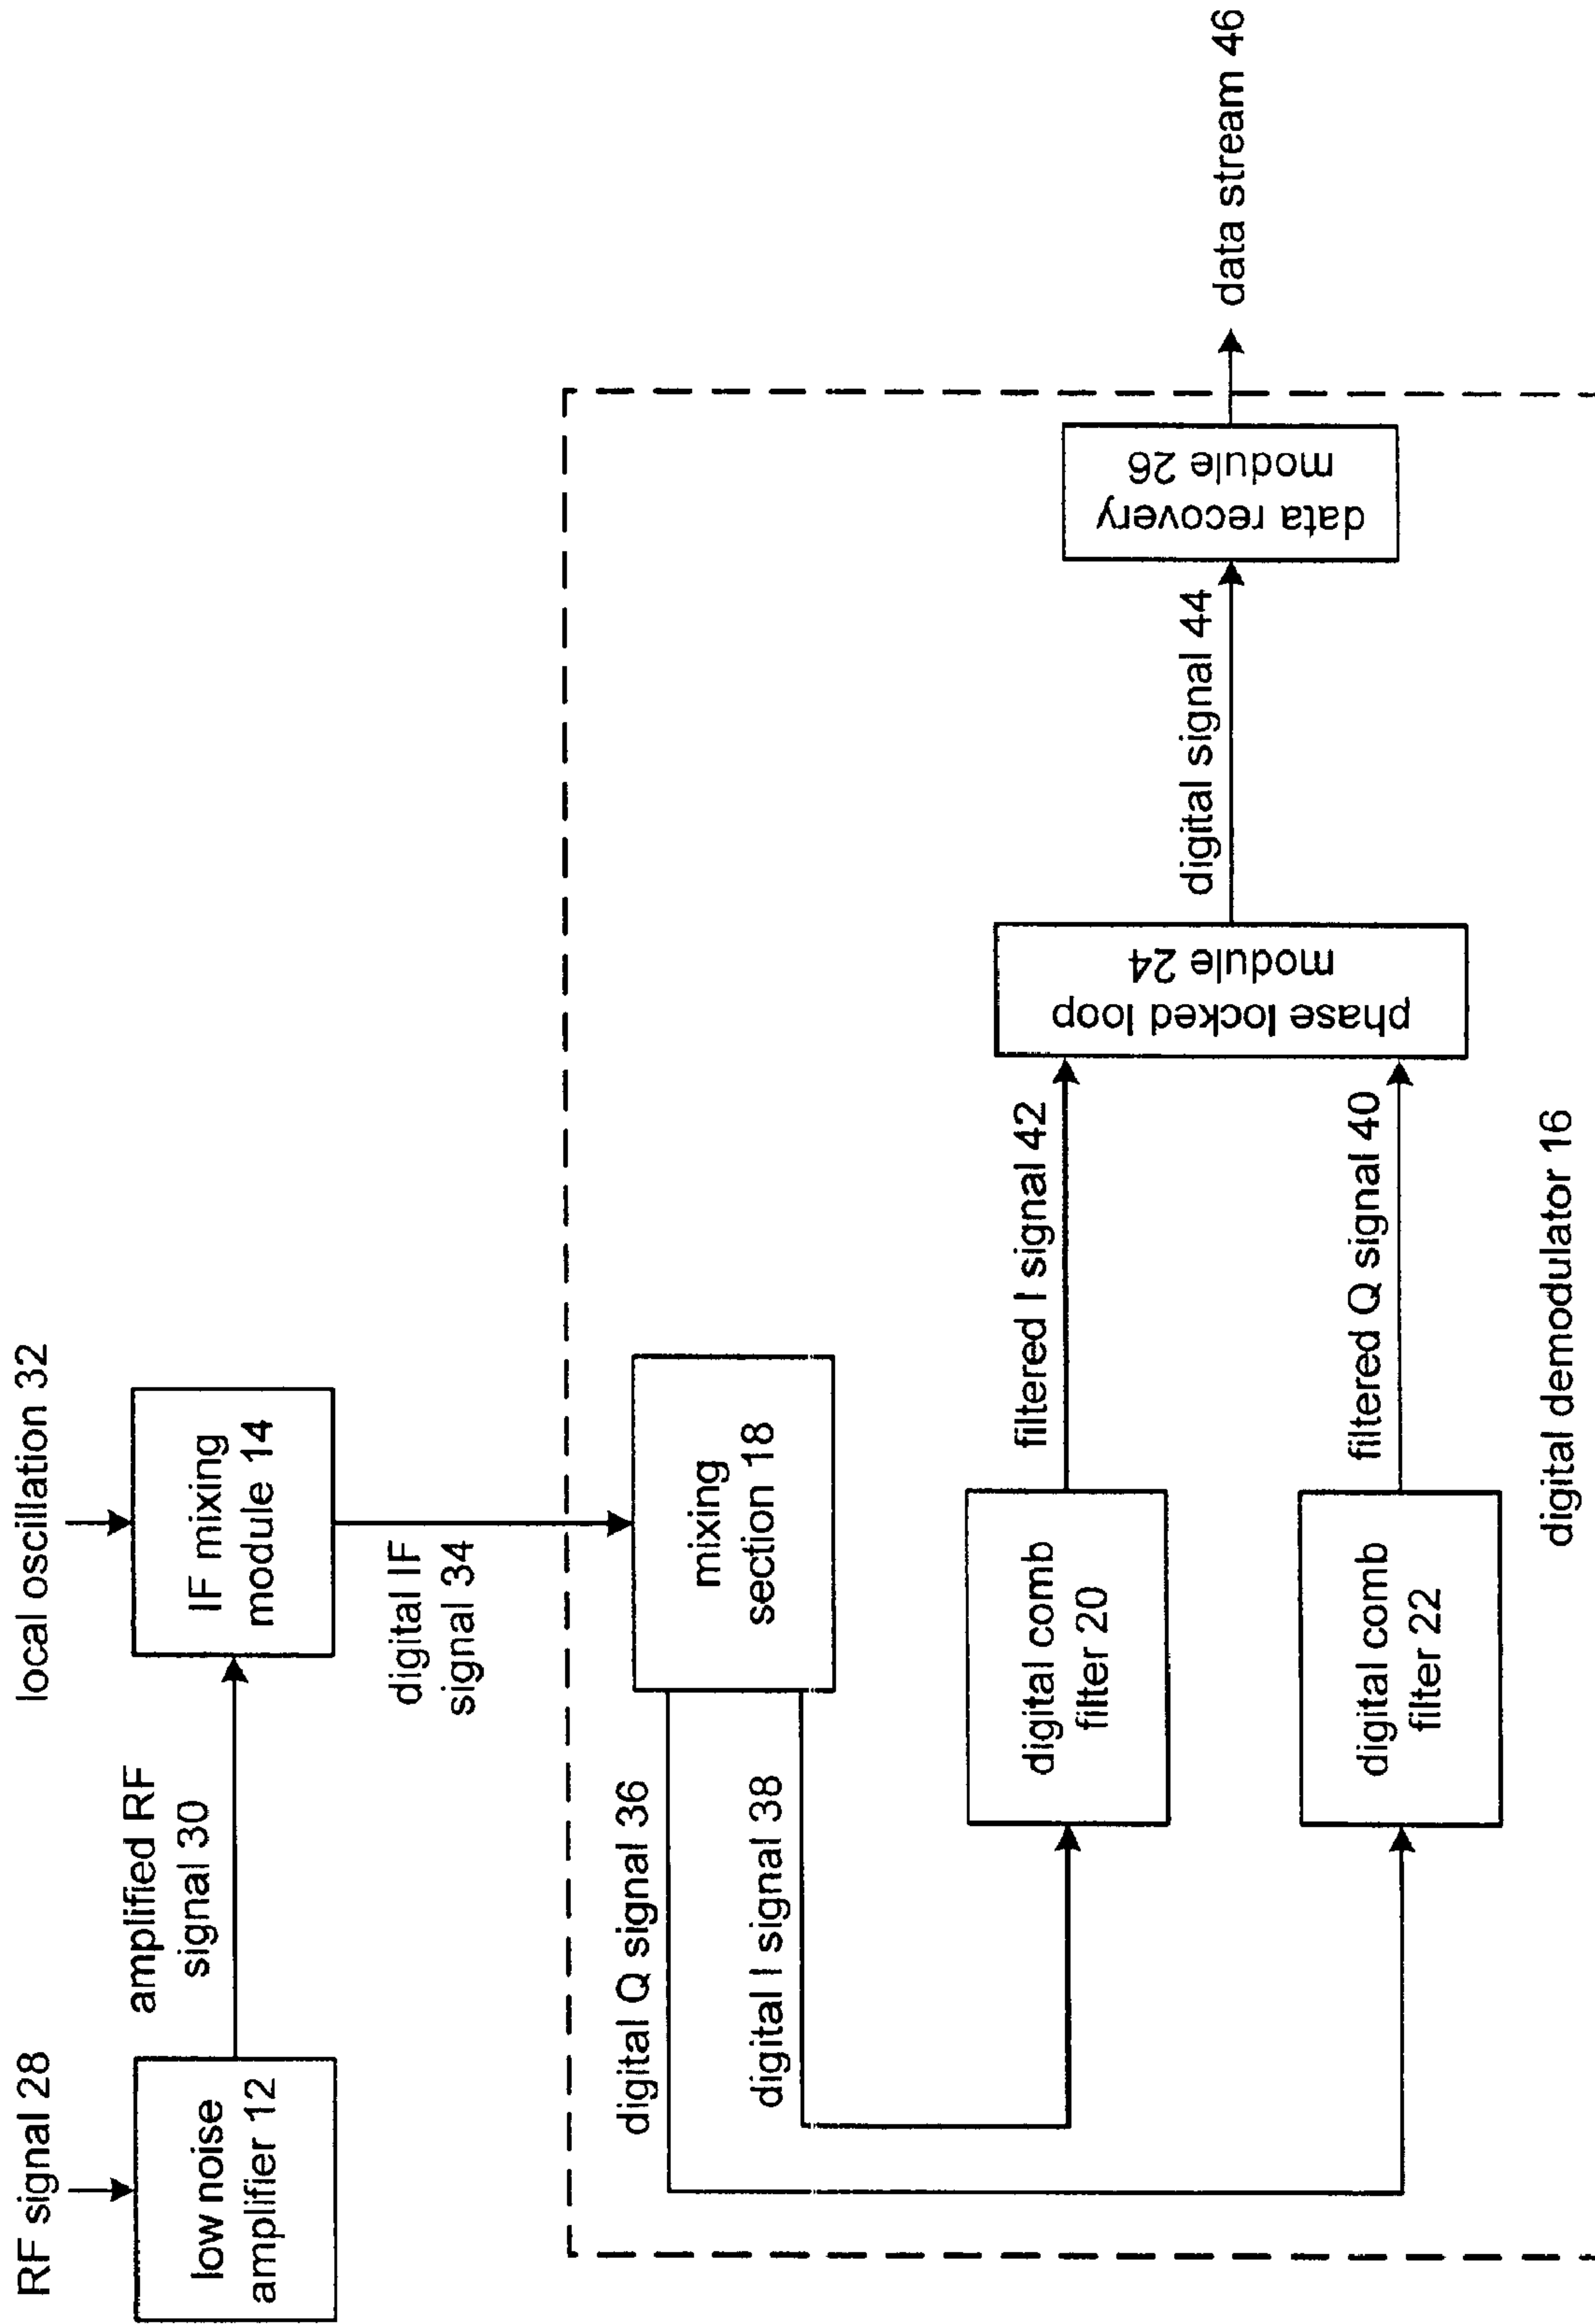 RF signal 28
local oscillation 32
low noise
amplifier 12
amplified RF
signal 30
IF mixing
module 14
digital IF
signal 34
mixing
section 18
digital Q signal 36
digital I signal 38
digital comb
filter 20
digital comb
filter 22
filtered I signal 42
filtered Q signal 40
phase locked loop
module 24
digital signal 44
data recovery
module 26
data stream 46
digital demodulator 16